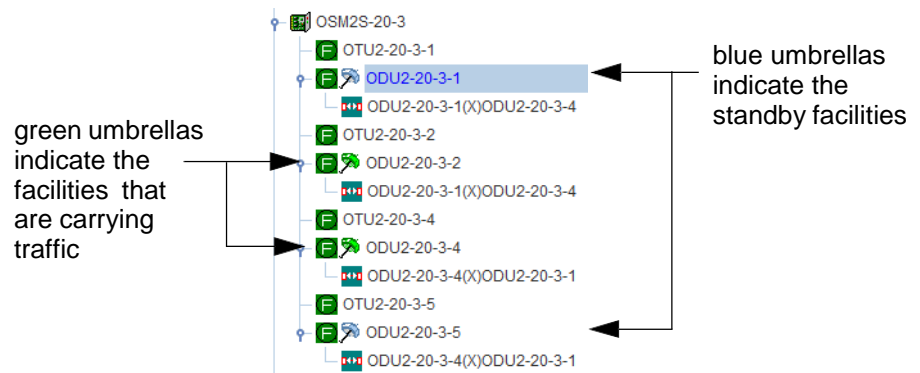 OSM2S-20-3
OTU2-20-3-1
ODU2-20-3-1
ODU2-20-3-1(X)ODU2-20-3-4
OTU2-20-3-2
ODU2-20-3-2
ODU2-20-3-1(X)ODU2-20-3-4
OTU2-20-3-4
ODU2-20-3-4
ODU2-20-3-4(X)ODU2-20-3-1
OTU2-20-3-5
ODU2-20-3-5
ODU2-20-3-4(X)ODU2-20-3-1
green umbrellas
indicate the
facilities that
are carrying
traffic
blue umbrellas
indicate the
standby facilities